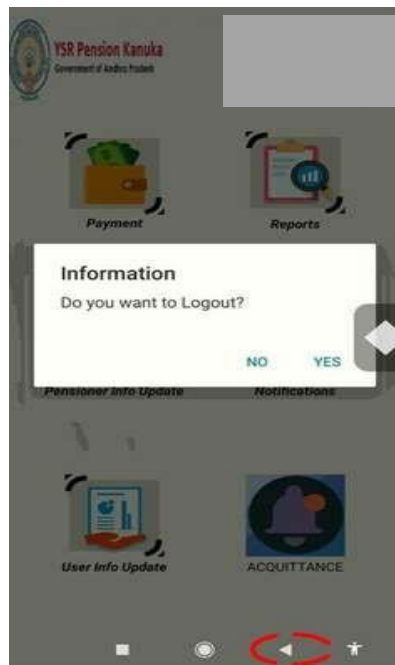 YSR Pension Kanuka
Government of Andhra Pradesh
Payment
Reports
Information
Do you want to Logout?
NO YES
Pensioner Info Update
Notifications
User Info Update
ACQUITTANCE